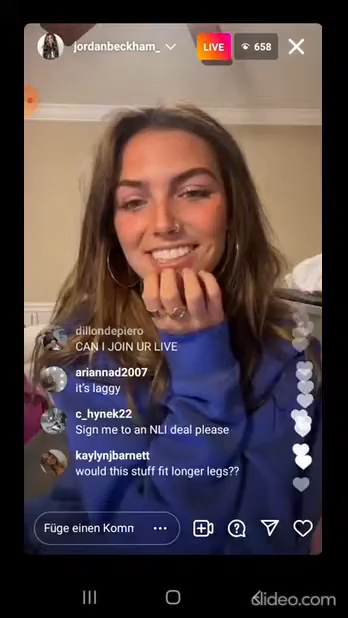 jordanbeckham_
LIVE
658
dillondepiero
CAN I JOIN UR LIVE
ariannad2007
it's laggy
c_hynek22
Sign me to an NLI deal please
kaylynjbarnett
would this stuff fit longer legs??
Füge einen Komm
clideo.com